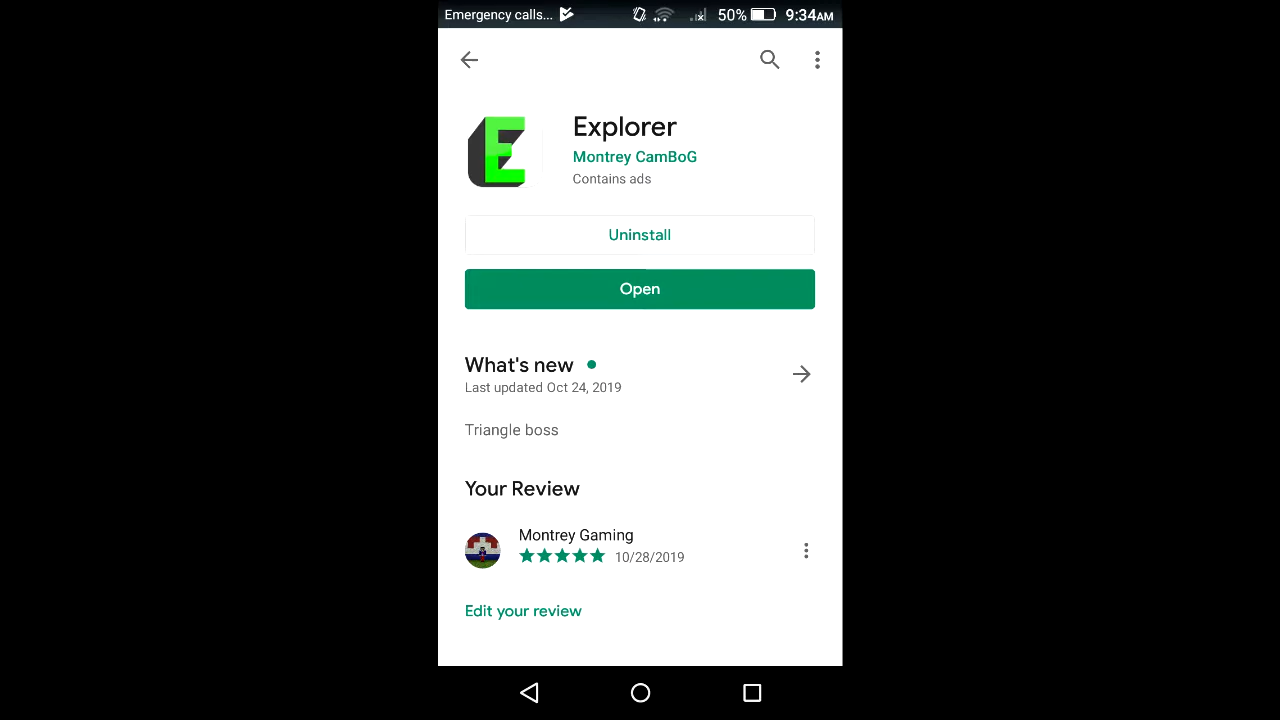 Emergency calls... 50% 9:34AM
E
Explorer
Montrey CamBoG
Contains ads
Uninstall
Open
What's new
Last updated Oct 24, 2019
Triangle boss
Your Review
Montrey Gaming
10/28/2019
Edit your review